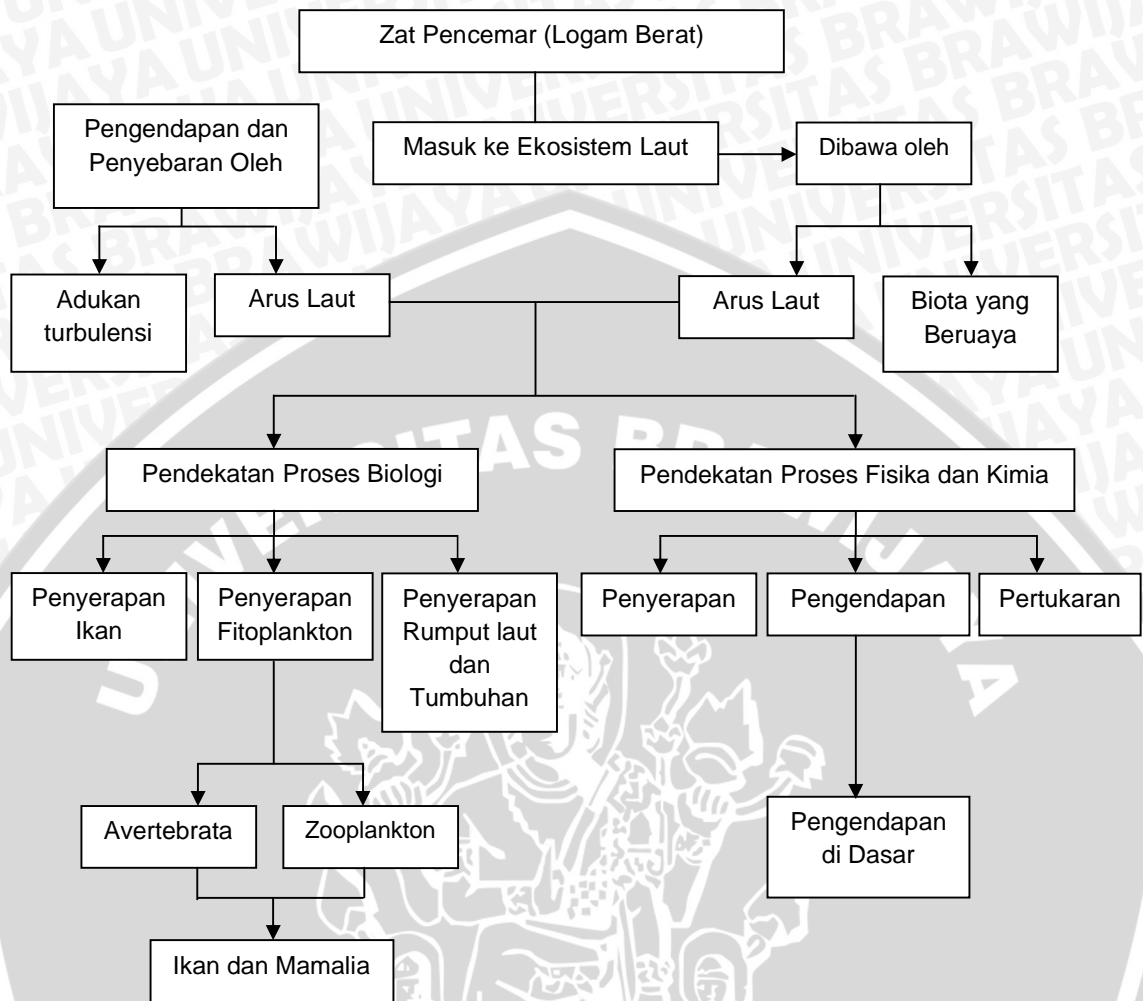 Zat Pencemar (Logam Berat)
Pengendapan dan
Penyebaran Oleh
Masuk ke Ekosistem Laut
Dibawa oleh
Adukan
turbulensi
Arus Laut
Arus Laut
Biota yang
Beruaya
Pendekatan Proses Biologi
Pendekatan Proses Fisika dan Kimia
Penyerapan
Ikan
Penyerapan
Fitoplankton
Penyerapan
Rumput laut
dan
Tumbuhan
Penyerapan
Pengendapan
Pertukaran
Avertebrata
Zooplankton
Pengendapan
di Dasar
Ikan dan Mamalia
UNIVERSITAS BRAWIJAYA